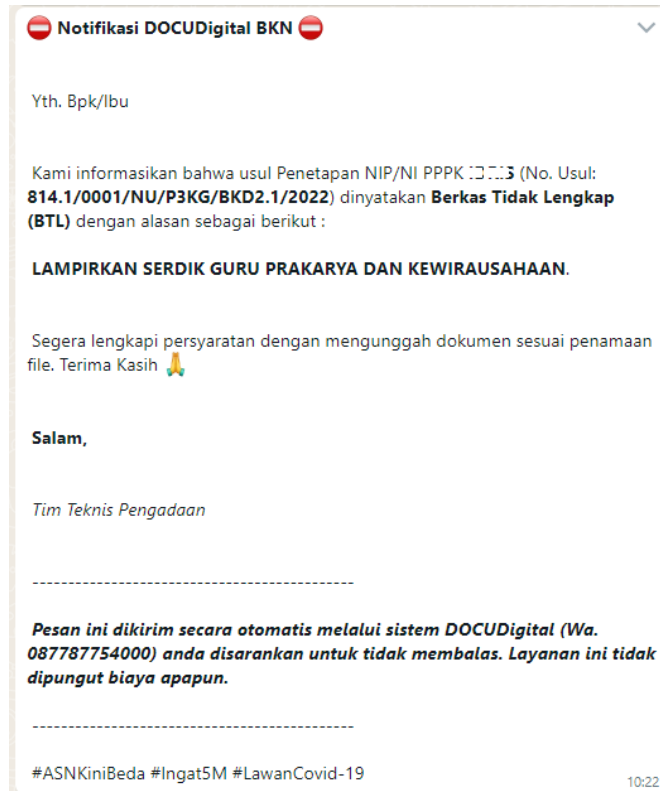 ⛔ Notifikasi DOCUDigital BKN ⛔
Yth. Bpk/Ibu
Kami informasikan bahwa usul Penetapan NIP/NI PPPK (No. Usul:
814.1/0001/NU/P3KG/BKD2.1/2022) dinyatakan Berkas Tidak Lengkap
(BTL) dengan alasan sebagai berikut :
LAMPIRKAN SERDIK GURU PRAKARYA DAN KEWIRAUSAHAAN.
Segera lengkapi persyaratan dengan mengunggah dokumen sesuai penamaan
file. Terima Kasih 🙏
Salam,
Tim Teknis Pengadaan
---------------------------------------------
Pesan ini dikirim secara otomatis melalui sistem DOCUDigital (Wa.
087787754000) anda disarankan untuk tidak membalas. Layanan ini tidak
dipungut biaya apapun.
---------------------------------------------
#ASNKiniBeda #Ingat5M #LawanCovid-19
10:22